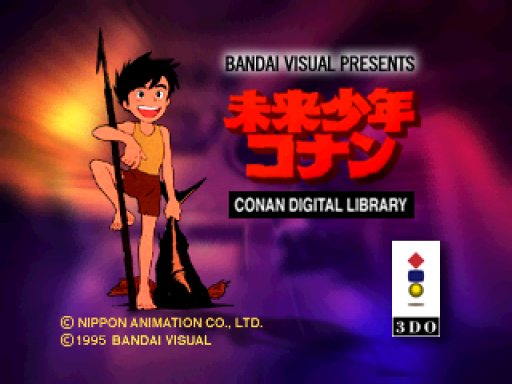 BANDAI VISUAL PRESENTS
未来少年
コナン
CONAN DIGITAL LIBRARY
3DO
© NIPPON ANIMATION CO., LTD.
© 1995 BANDAI VISUAL